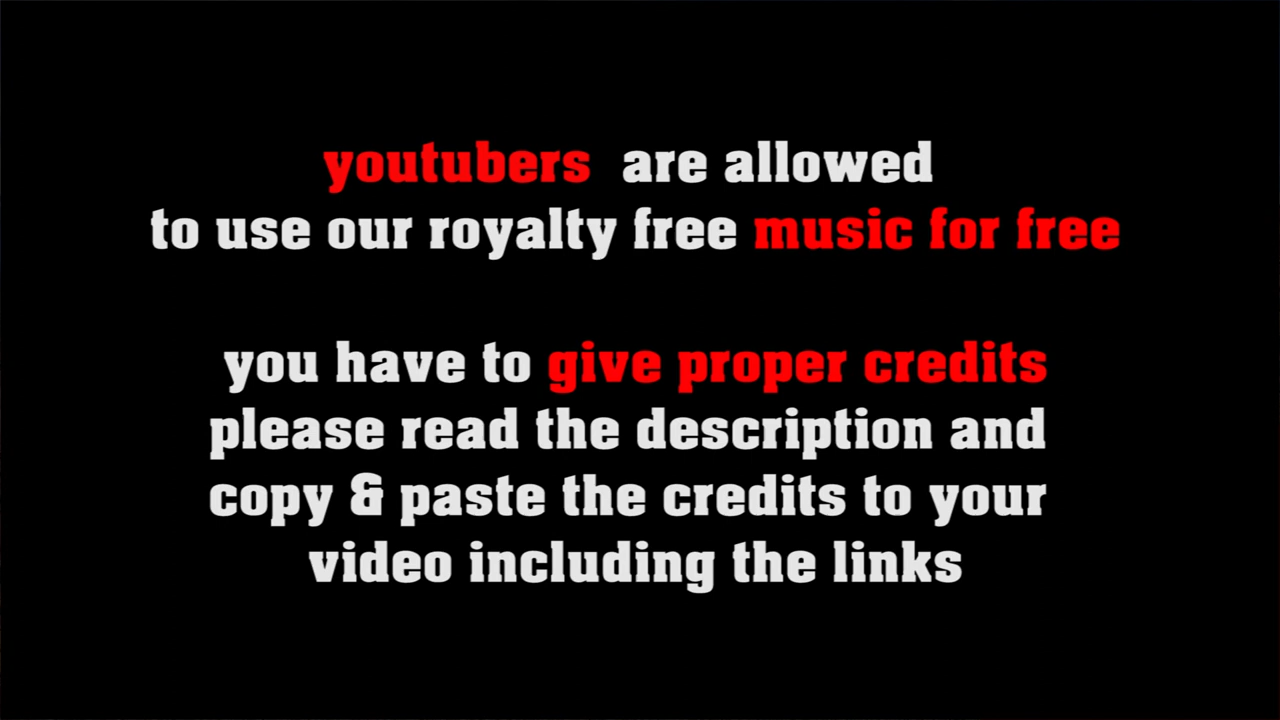 youtubers are allowed
to use our royalty free music for free
you have to give proper credits
please read the description and
copy & paste the credits to your
video including the links